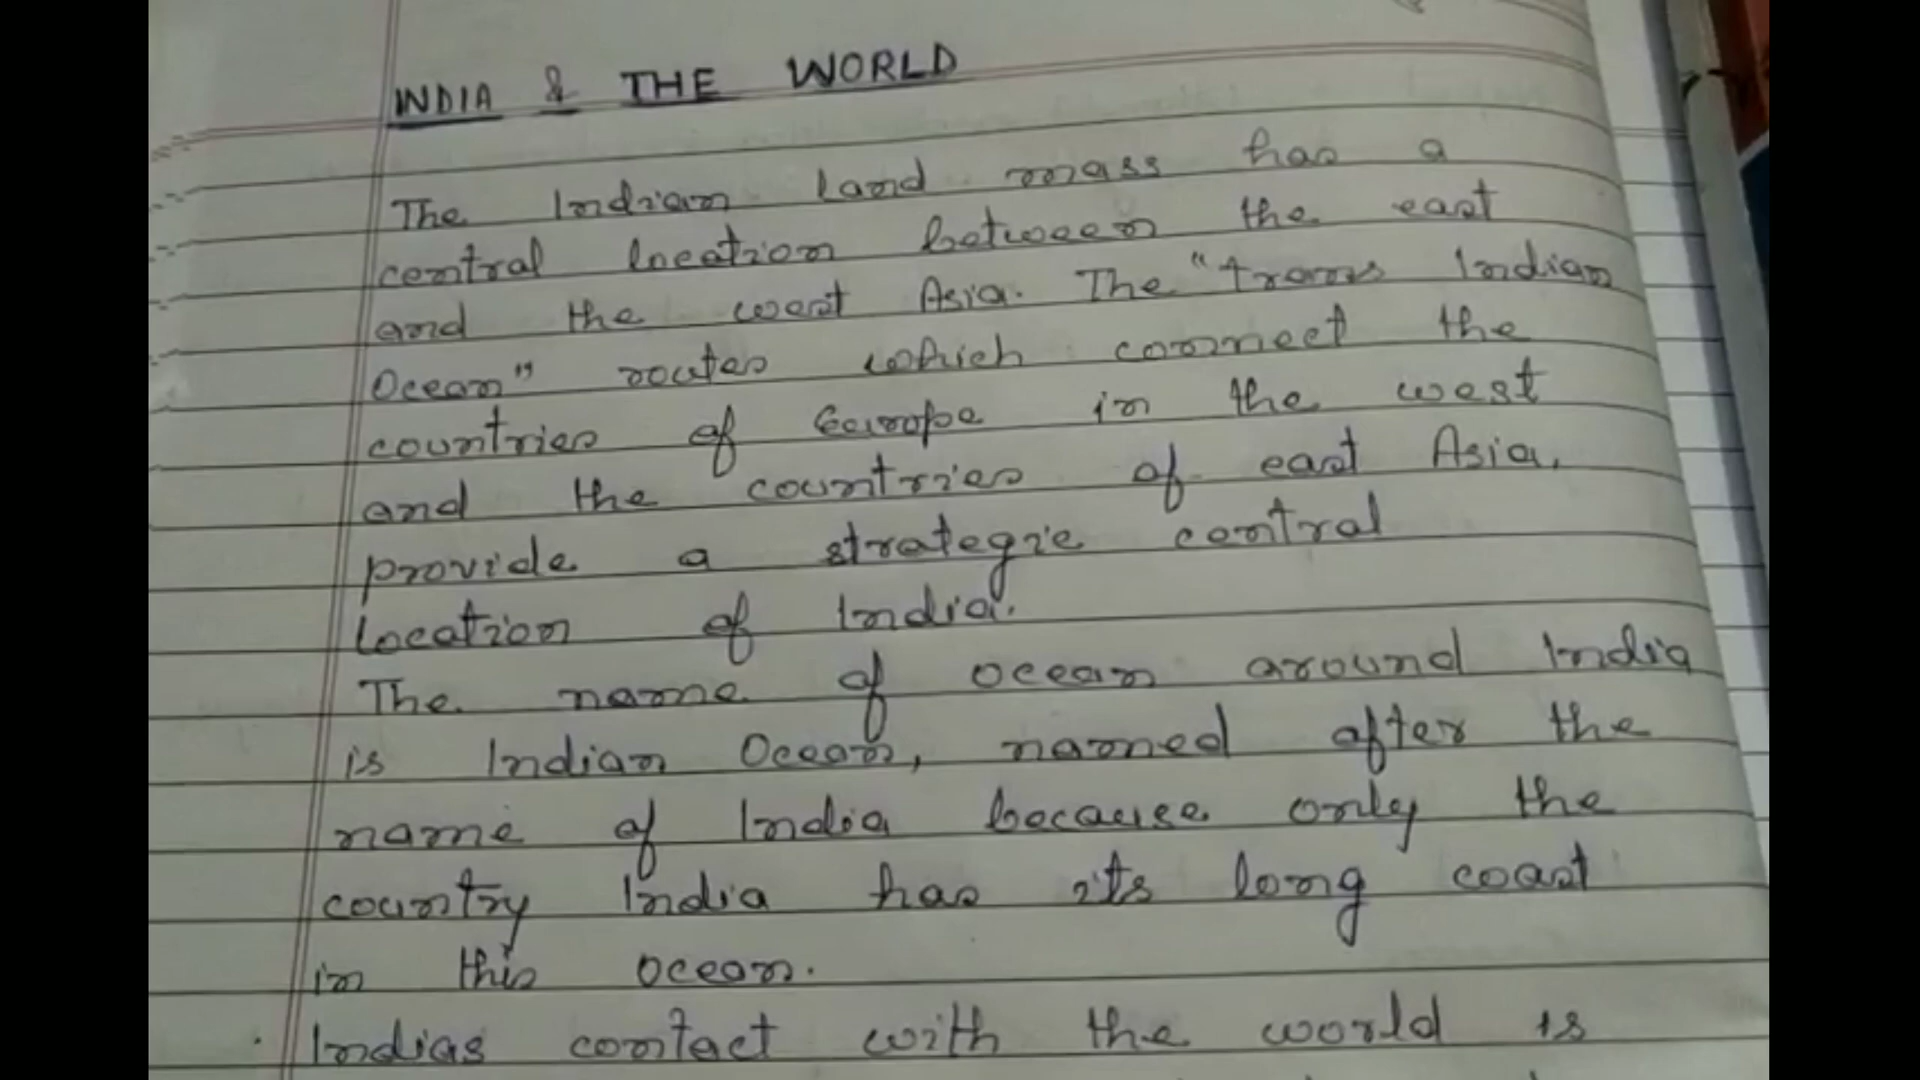 INDIA & THE WORLD
The Indian Land mass has a
central location between the east
and the west Asia. The "trans Indian
Ocean" routes which connect the
countries of Europe in the west
and the countries of east Asia,
provide a strategic central
location of India.
The name of ocean around India
is Indian Ocean, named after the
name of India because only the
country India has its long coast
in this ocean.
Indias contact with the world is